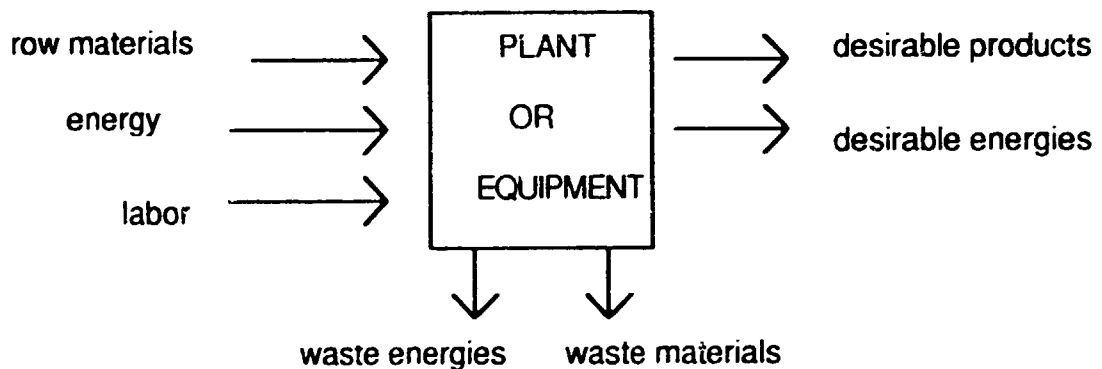 row materials
energy
labor
PLANT
OR
EQUIPMENT
desirable products
desirable energies
waste energies
waste materials